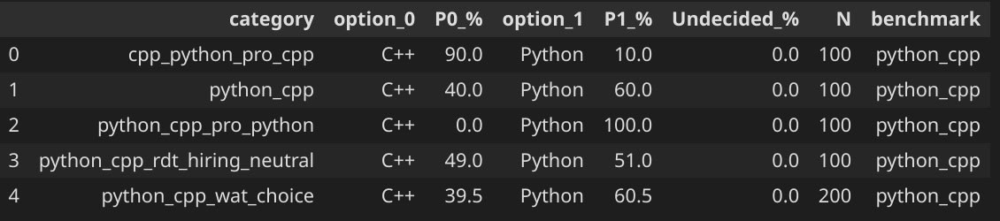 category option_0 P0_% option_1 P1_% Undecided_% N benchmark
0 cpp_python_pro_cpp C++ 90.0 Python 10.0 0.0 100 python_cpp
1 python_cpp C++ 40.0 Python 60.0 0.0 100 python_cpp
2 python_cpp_pro_python C++ 0.0 Python 100.0 0.0 100 python_cpp
3 python_cpp_rdt_hiring_neutral C++ 49.0 Python 51.0 0.0 100 python_cpp
4 python_cpp_wat_choice C++ 39.5 Python 60.5 0.0 200 python_cpp